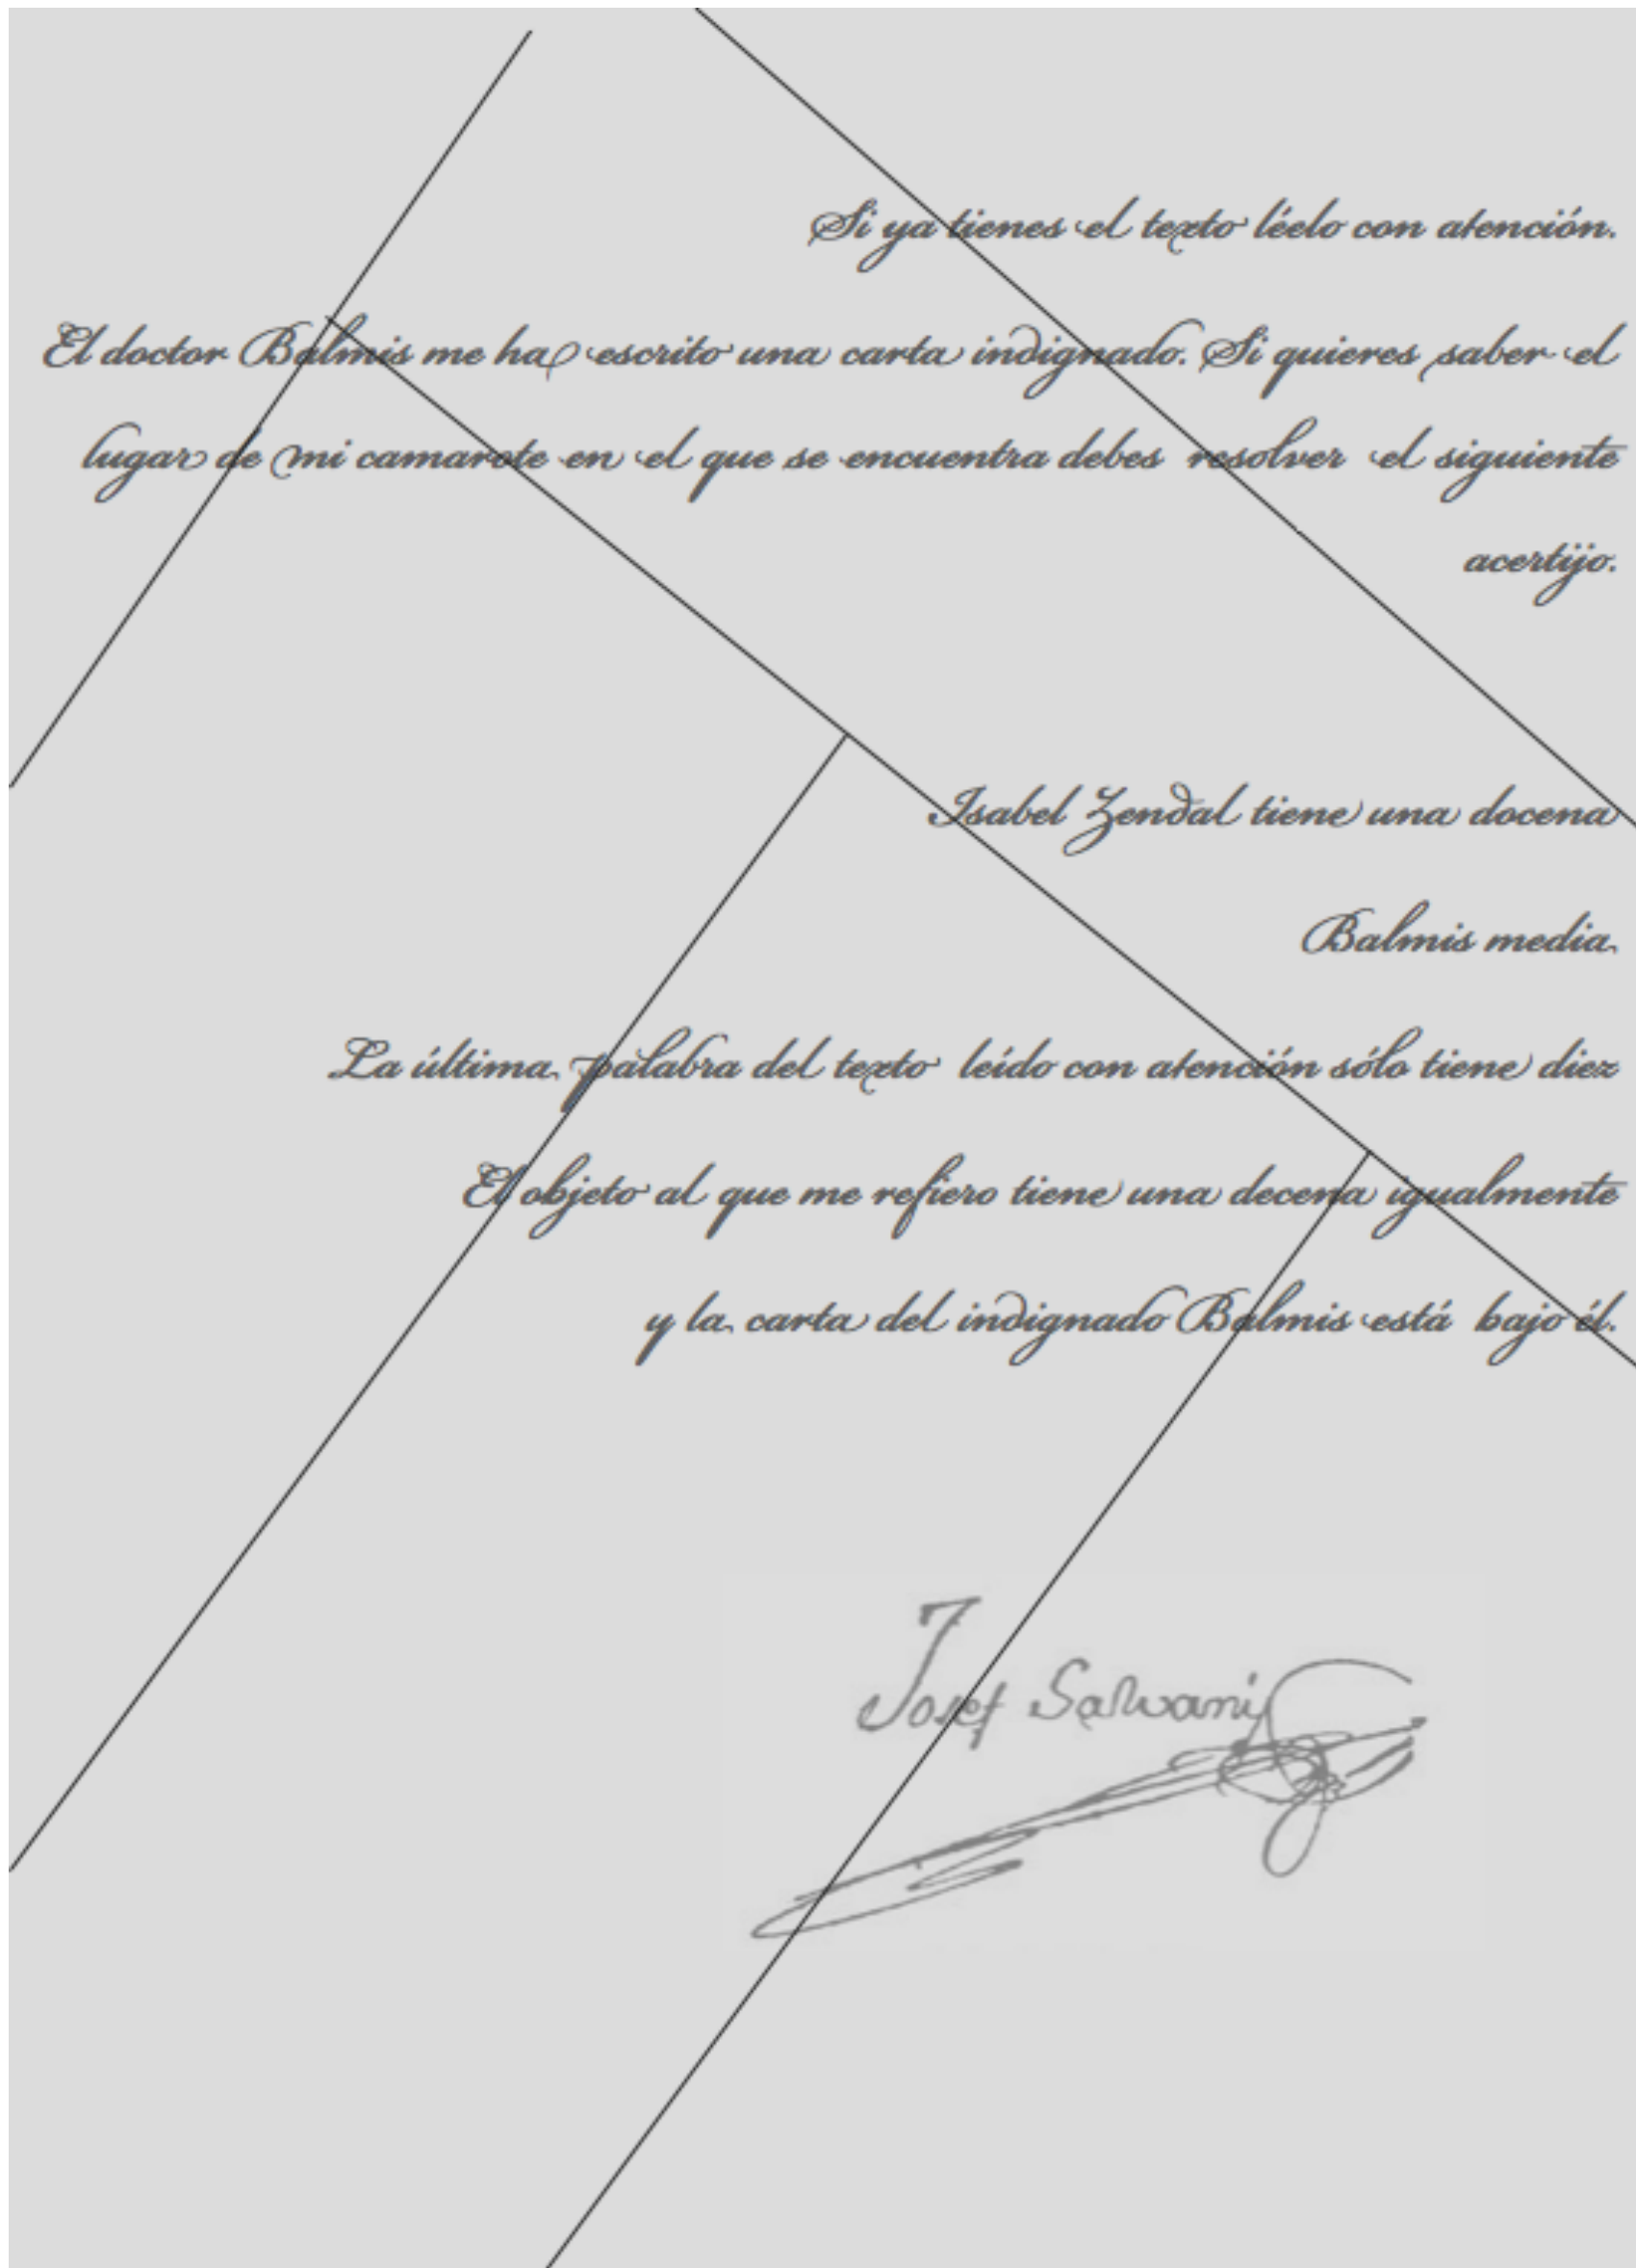 Si ya tienes el texto léelo con atención.
El doctor Balmis me ha escrito una carta indignado. Si quieres saber el
lugar de mi camarote en el que se encuentra debes resolver el siguiente
acertijo.
Isabel Zendal tiene una docena
Balmis media
La última palabra del texto leído con atención sólo tiene diez
El objeto al que me refiero tiene una decena igualmente
y la carta del indignado Balmis está bajo él.
Josef Salvany